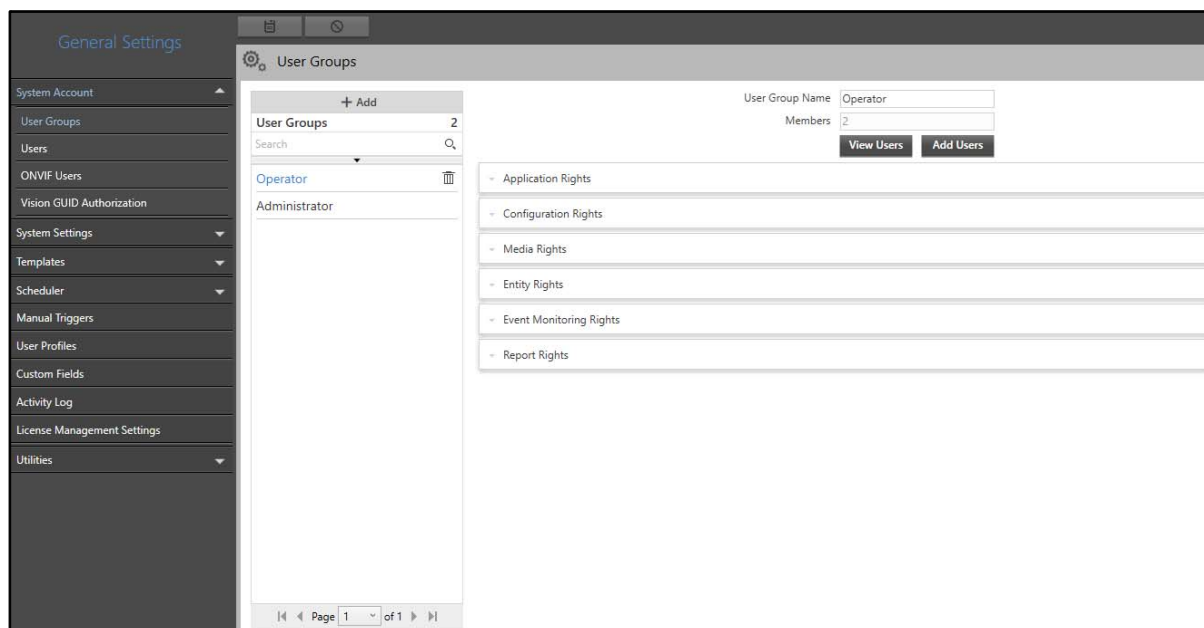 General Settings
System Account
User Groups
Users
ONVIF Users
Vision GUID Authorization
System Settings
Templates
Scheduler
Manual Triggers
User Profiles
Custom Fields
Activity Log
License Management Settings
Utilities
User Groups
+ Add
User Groups 2
Search
Operator
Administrator
Page 1 of 1
User Group Name Operator
Members 2
View Users Add Users
Application Rights
Configuration Rights
Media Rights
Entity Rights
Event Monitoring Rights
Report Rights